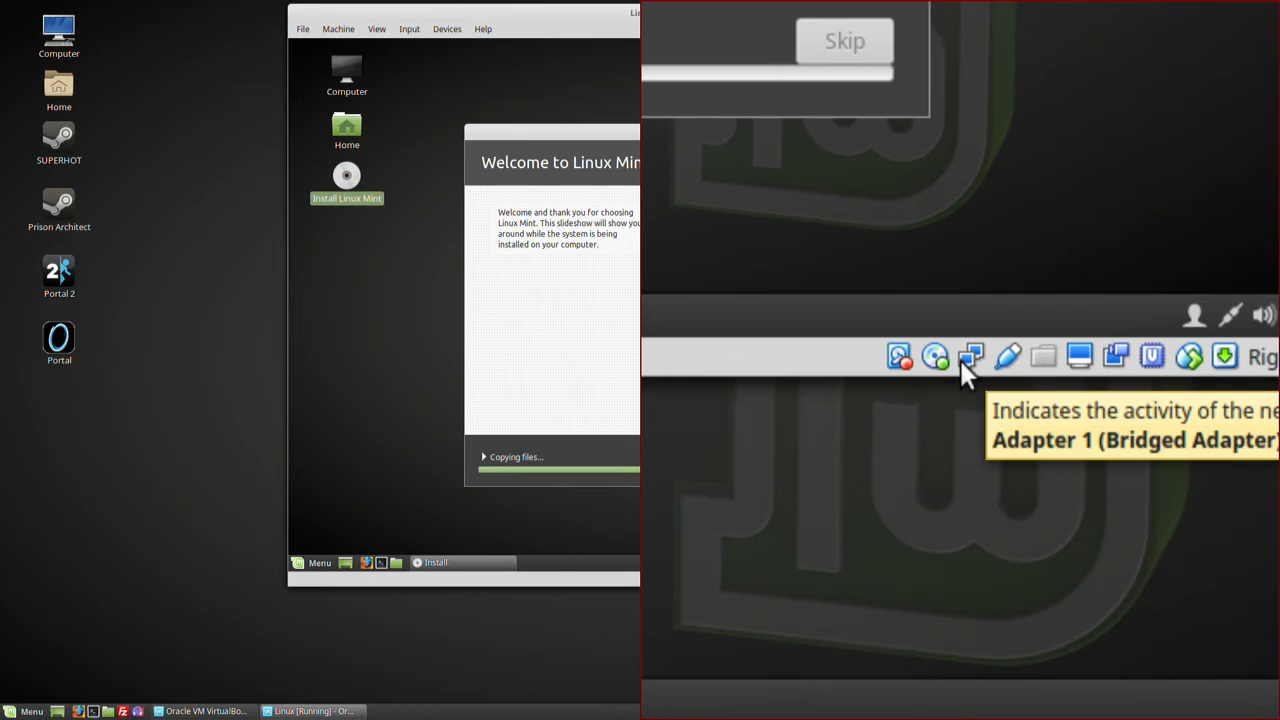 Computer
Home
SUPERHOT
Prison Architect
2
Portal 2
Portal
Lin
File Machine View Input Devices Help
Computer
Home
Install Linux Mint
Welcome to Linux Min
Welcome and thank you for choosing
Linux Mint. This slideshow will show you
around while the system is being
installed on your computer.
Copying files...
Menu
Install
Skip
Rig
Indicates the activity of the ne
Adapter 1 (Bridged Adapter)
Menu
Oracle VM VirtualBo...
Linux [Running] - Or...